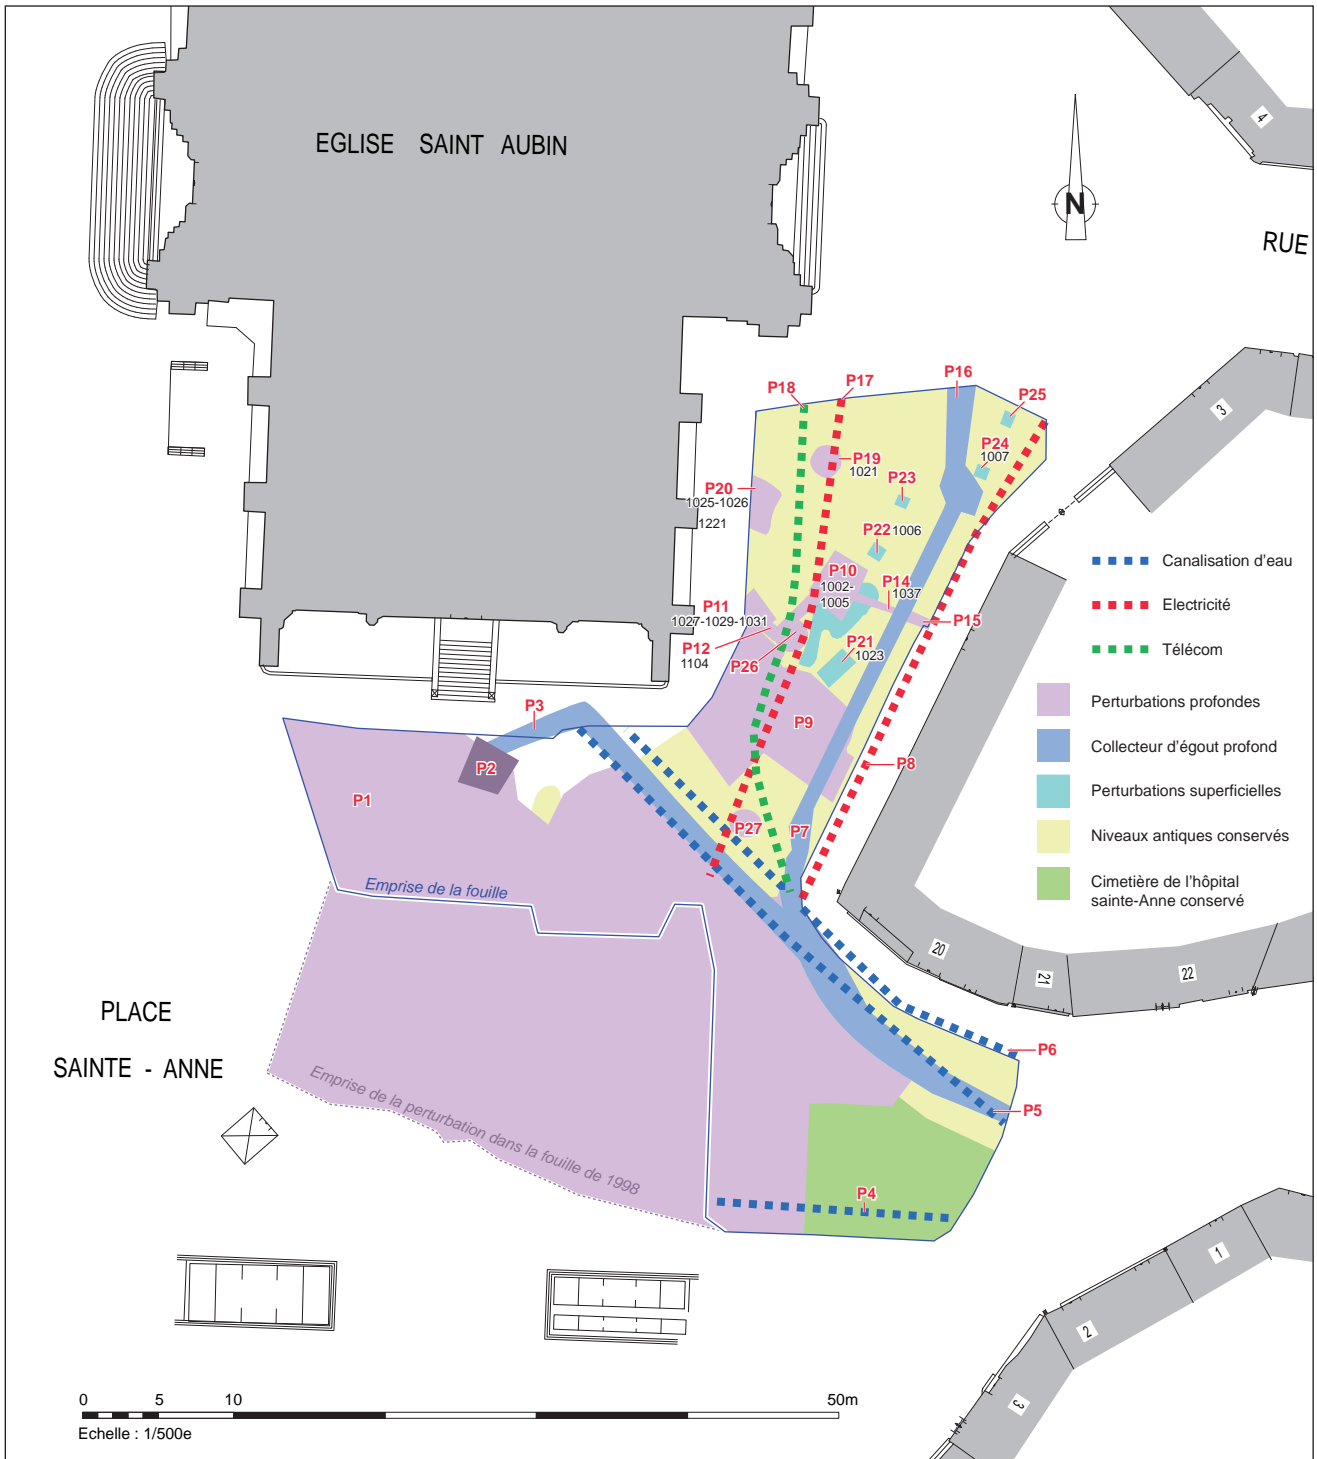 EGLISE SAINT AUBIN
4
N
RUE
3
P18
P17
P16
P25
P24
1007
P19
1021
P20
1025-1026
1221
P23
P22 1006
P10
1002-
1005
P14
1037
P11
1027-1029-1031
P15
P12
1104
P26
P21
1023
P3
P9
P2
P8
P1
P27
P7
Canalisation d'eau
Electricité
Télécom
Perturbations profondes
Collecteur d'égout profond
Perturbations superficielles
Niveaux antiques conservés
Cimetière de l'hôpital
sainte-Anne conservé
Emprise de la fouille
20
21
22
PLACE
SAINTE - ANNE
P6
Emprise de la perturbation dans la fouille de 1998
P5
P4
1
2
3
0 5 10 50m
Echelle : 1/500e